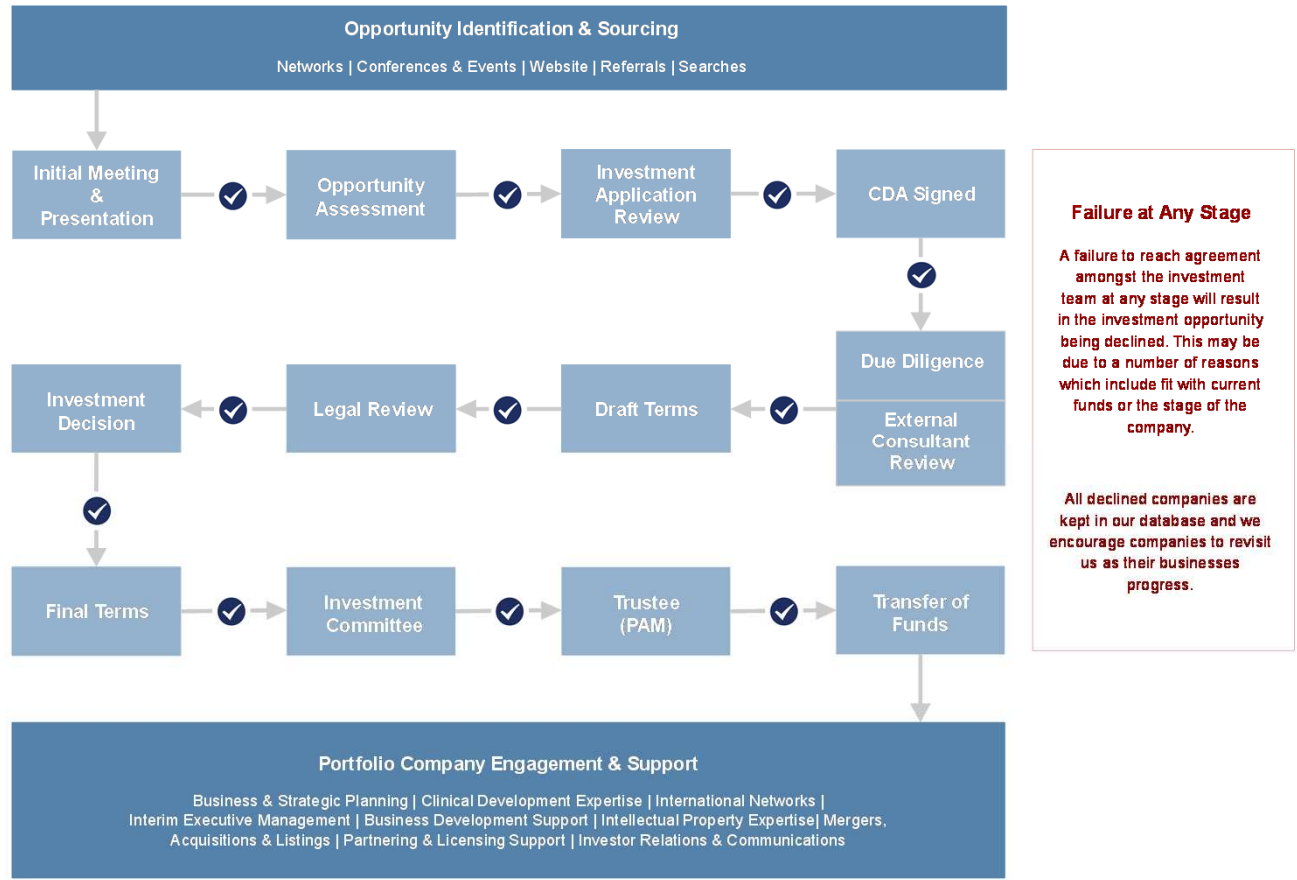 Opportunity Identification & Sourcing
Networks | Conferences & Events | Website | Referrals | Searches
Initial Meeting
&
Presentation
Opportunity
Assessment
Investment
Application
Review
CDA Signed
Due Diligence
External
Consultant
Review
Draft Terms
Legal Review
Investment
Decision
Final Terms
Investment
Committee
Trustee
(PAM)
Transfer of
Funds
Portfolio Company Engagement & Support
Business & Strategic Planning | Clinical Development Expertise | International Networks |
Interim Executive Management | Business Development Support | Intellectual Property Expertise| Mergers,
Acquisitions & Listings | Partnering & Licensing Support | Investor Relations & Communications
Failure at Any Stage
A failure to reach agreement
amongst the investment
team at any stage will result
in the investment opportunity
being declined. This may be
due to a number of reasons
which include fit with current
funds or the stage of the
company.
All declined companies are
kept in our database and we
encourage companies to revisit
us as their businesses
progress.